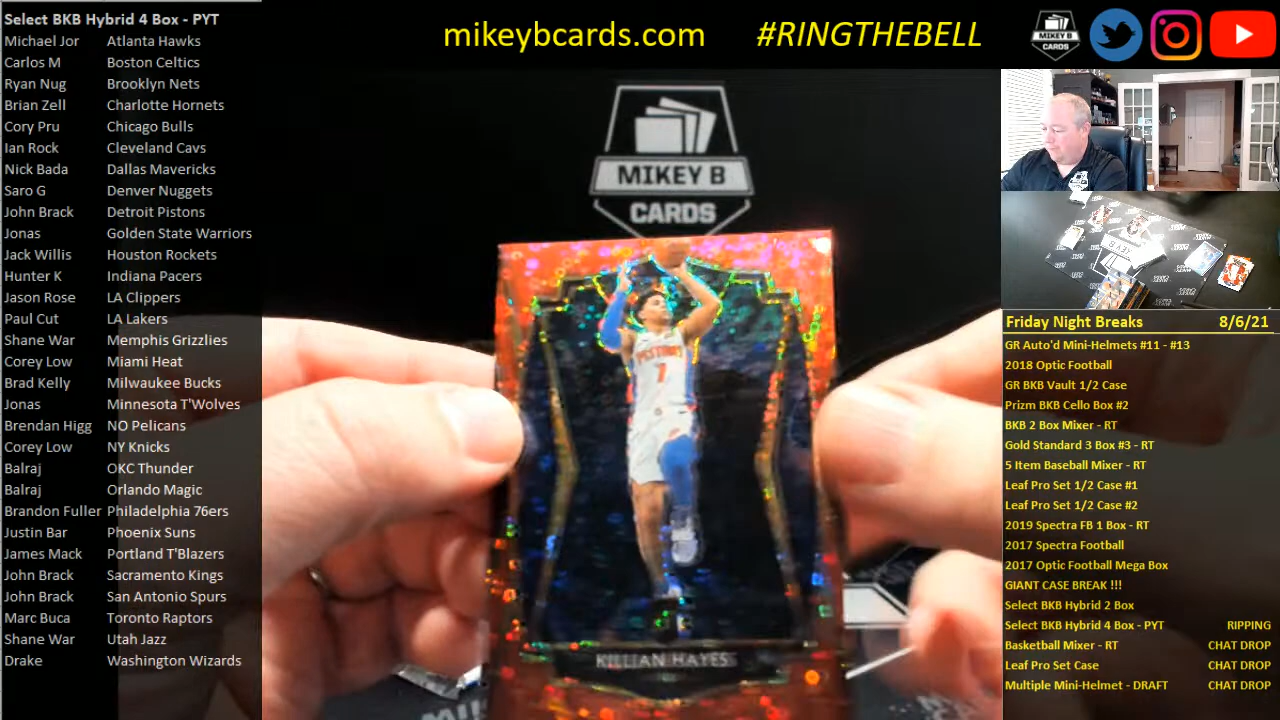 Select BKB Hybrid 4 Box - PYT
Michael Jor Atlanta Hawks
Carlos M Boston Celtics
Ryan Nug Brooklyn Nets
Brian Zell Charlotte Hornets
Cory Pru Chicago Bulls
Ian Rock Cleveland Cavs
Nick Bada Dallas Mavericks
Saro G Denver Nuggets
John Brack Detroit Pistons
Jonas Golden State Warriors
Jack Willis Houston Rockets
Hunter K Indiana Pacers
Jason Rose LA Clippers
Paul Cut LA Lakers
Shane War Memphis Grizzlies
Corey Low Miami Heat
Brad Kelly Milwaukee Bucks
Jonas Minnesota T'Wolves
Brendan Higg NO Pelicans
Corey Low NY Knicks
Balraj OKC Thunder
Balraj Orlando Magic
Brandon Fuller Philadelphia 76ers
Justin Bar Phoenix Suns
James Mack Portland T'Blazers
John Brack Sacramento Kings
John Brack San Antonio Spurs
Marc Buca Toronto Raptors
Shane War Utah Jazz
Drake Washington Wizards
mikeybcards.com #RINGTHEBELL
MIKEY B
CARDS
MIKEY B
CARDS
PISTONS
7
KILLIAN HAYES
Friday Night Breaks 8/6/21
GR Auto'd Mini-Helmets #11 - #13
2018 Optic Football
GR BKB Vault 1/2 Case
Prizm BKB Cello Box #2
BKB 2 Box Mixer - RT
Gold Standard 3 Box #3 - RT
5 Item Baseball Mixer - RT
Leaf Pro Set 1/2 Case #1
Leaf Pro Set 1/2 Case #2
2019 Spectra FB 1 Box - RT
2017 Spectra Football
2017 Optic Football Mega Box
GIANT CASE BREAK !!!
Select BKB Hybrid 2 Box
Select BKB Hybrid 4 Box - PYT RIPPING
Basketball Mixer - RT CHAT DROP
Leaf Pro Set Case CHAT DROP
Multiple Mini-Helmet - DRAFT CHAT DROP